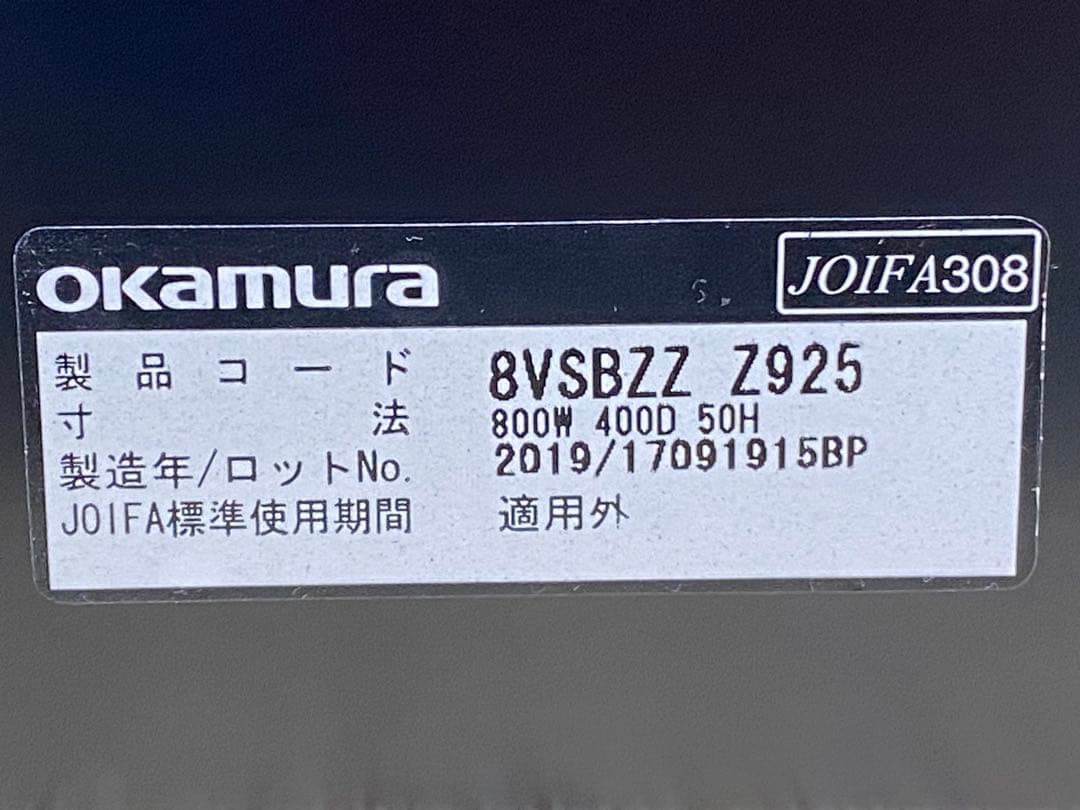 okamura JOIFA308
製品コード 8VSBZZ Z925
寸法 800W 400D 50H
製造年/ロットNo. 2019/17091915BP
JOIFA標準使用期間 適用外